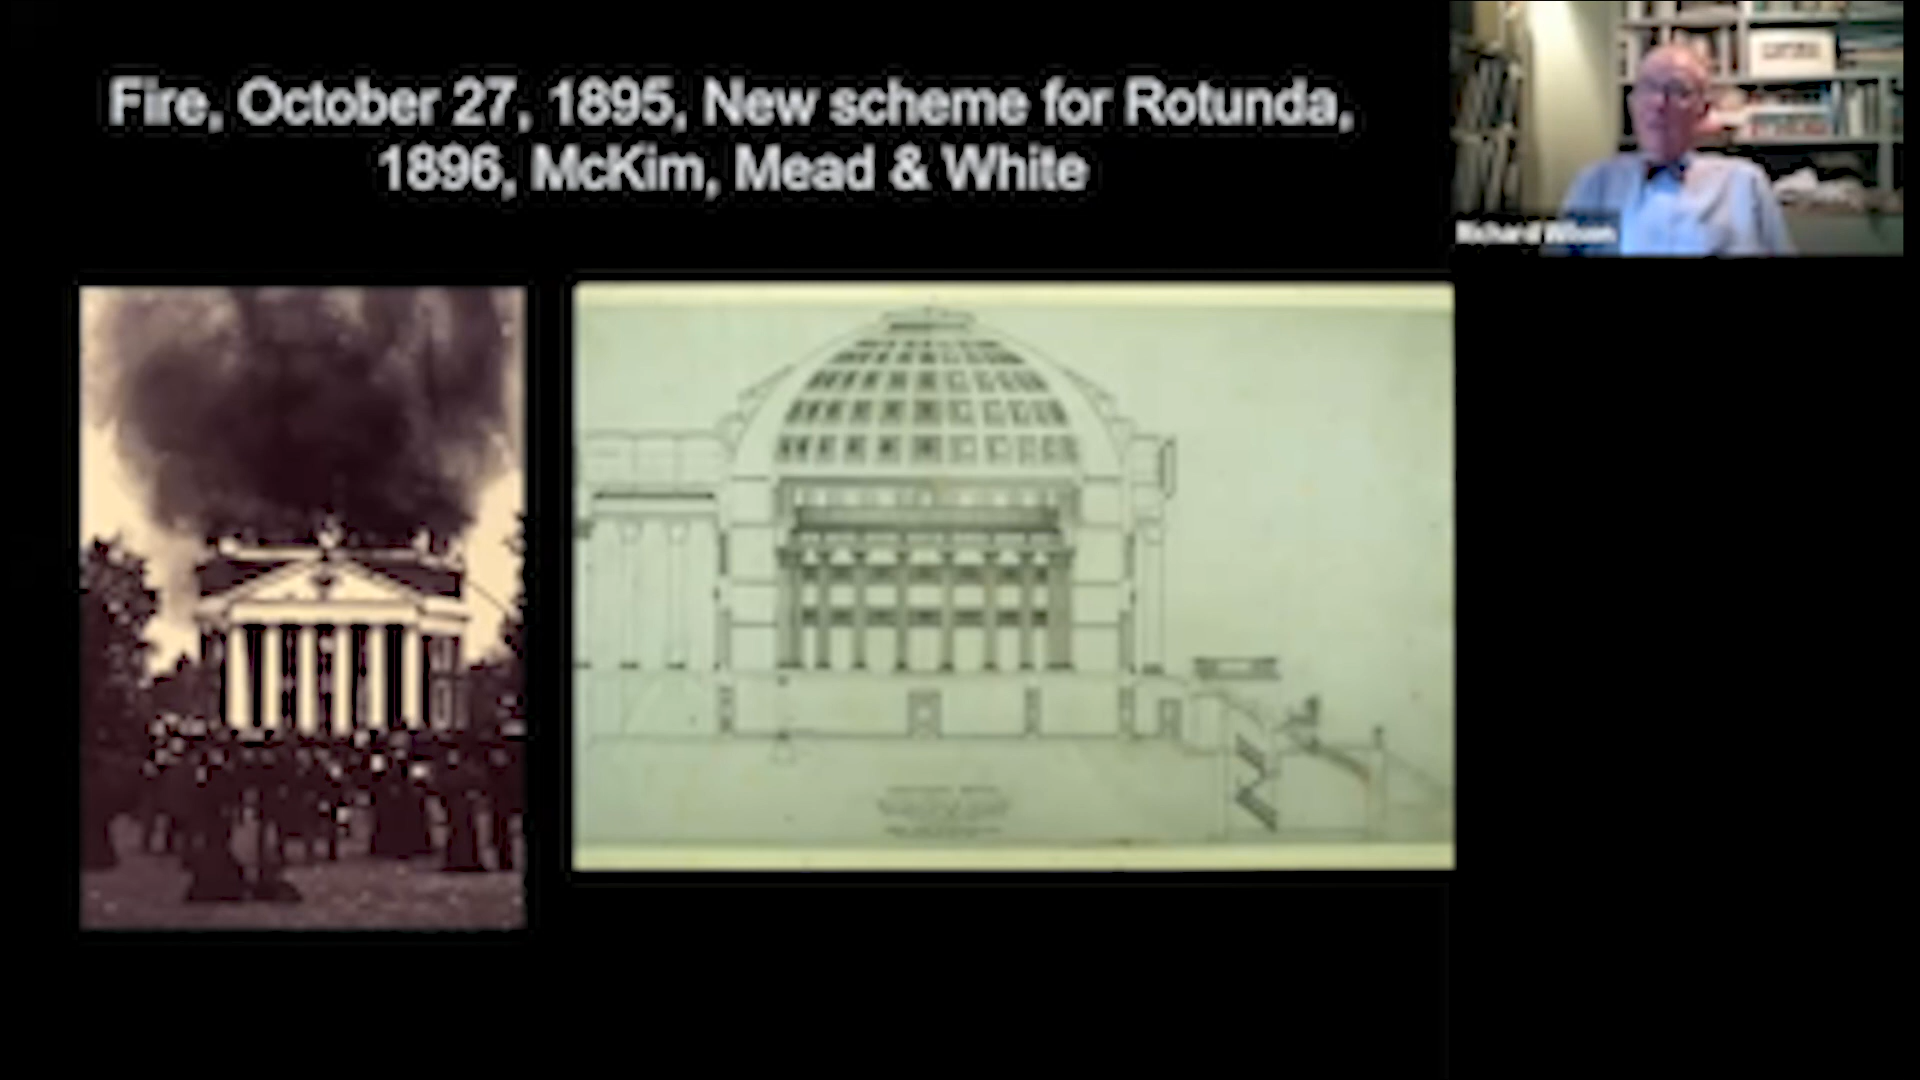 Fire, October 27, 1895, New scheme for Rotunda,
1896, McKim, Mead & White
Richard Wilson